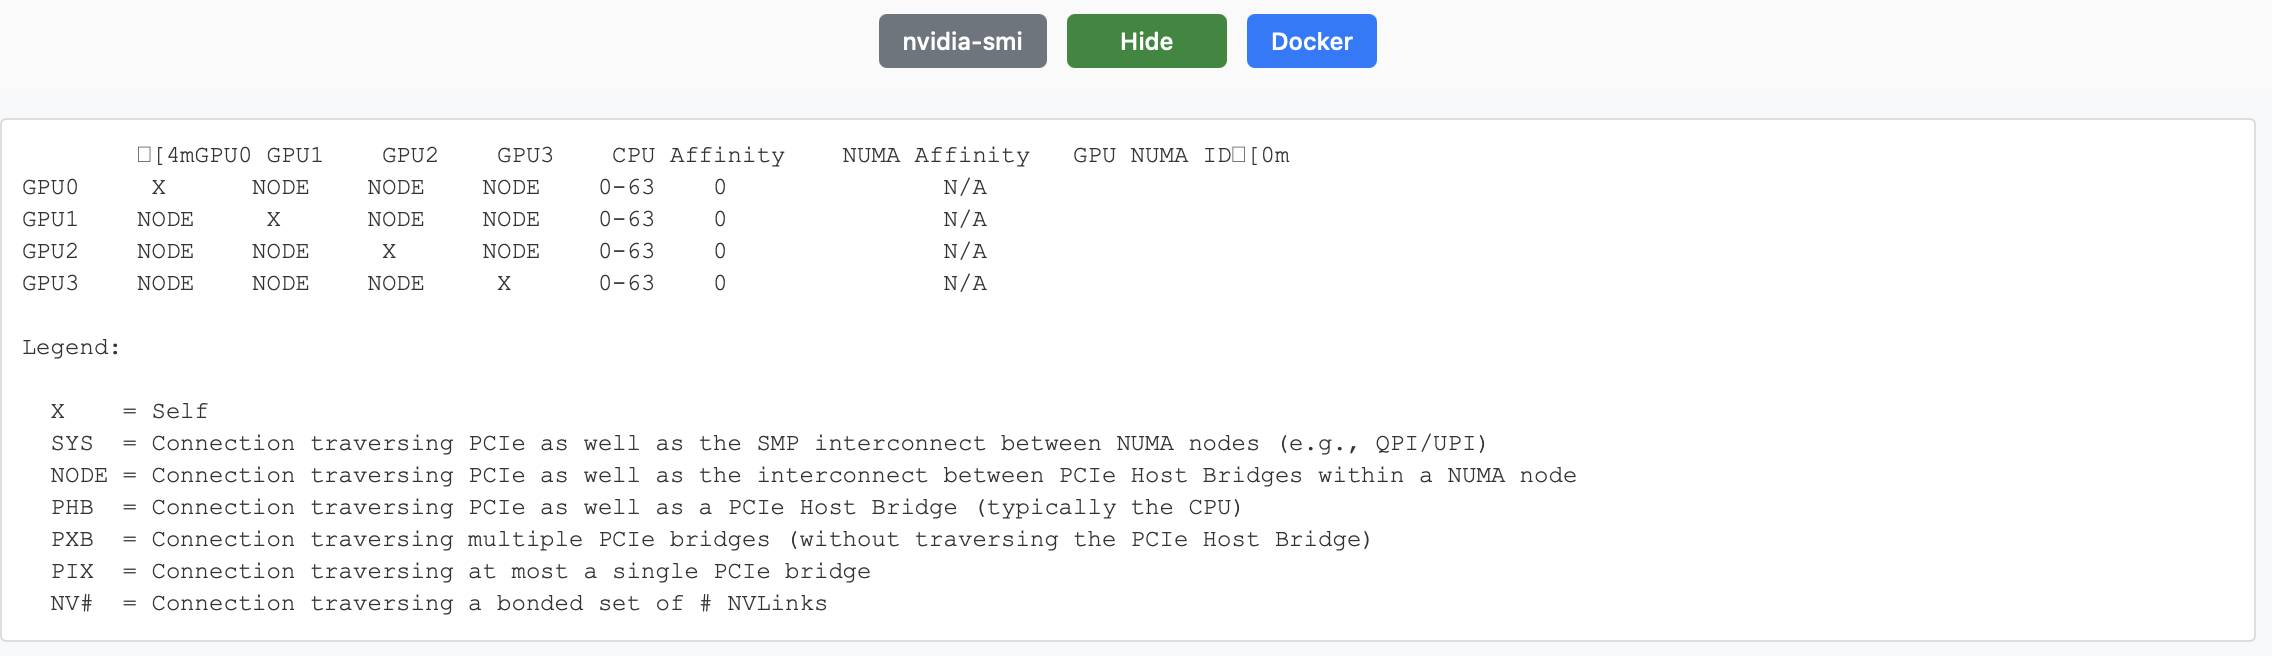 nvidia-smi Hide Docker
        □[4mGPU0 GPU1    GPU2    GPU3    CPU Affinity    NUMA Affinity   GPU NUMA ID□[0m
GPU0     X      NODE    NODE    NODE    0-63    0               N/A
GPU1    NODE     X      NODE    NODE    0-63    0               N/A
GPU2    NODE    NODE     X      NODE    0-63    0               N/A
GPU3    NODE    NODE    NODE     X      0-63    0               N/A
Legend:
  X    = Self
  SYS  = Connection traversing PCIe as well as the SMP interconnect between NUMA nodes (e.g., QPI/UPI)
  NODE = Connection traversing PCIe as well as the interconnect between PCIe Host Bridges within a NUMA node
  PHB  = Connection traversing PCIe as well as a PCIe Host Bridge (typically the CPU)
  PXB  = Connection traversing multiple PCIe bridges (without traversing the PCIe Host Bridge)
  PIX  = Connection traversing at most a single PCIe bridge
  NV#  = Connection traversing a bonded set of # NVLinks